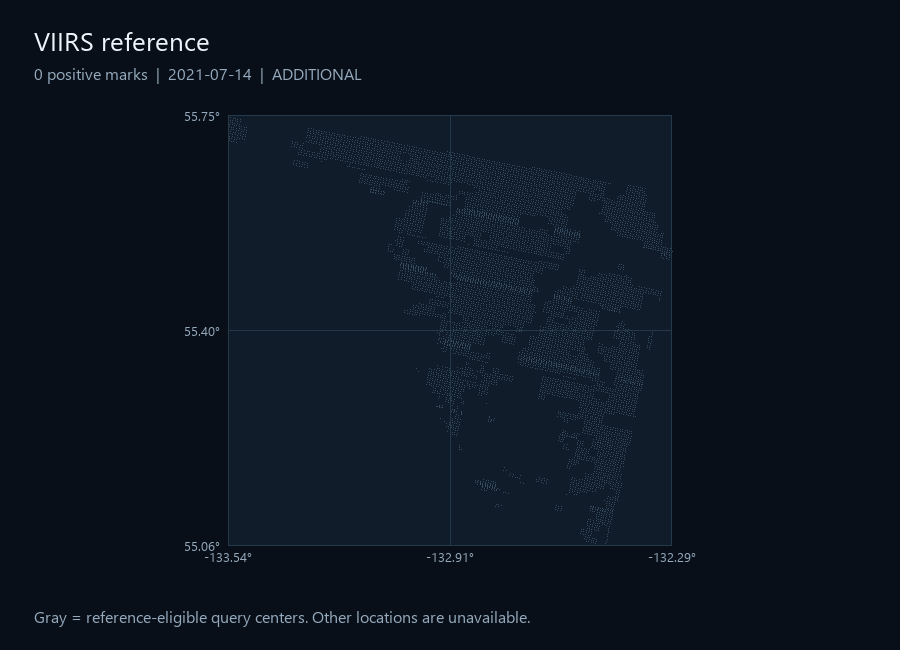 VIIRS reference
0 positive marks | 2021-07-14 | ADDITIONAL
55.75°
55.40°
55.06°
-133.54° -132.91° -132.29°
Gray = reference-eligible query centers. Other locations are unavailable.